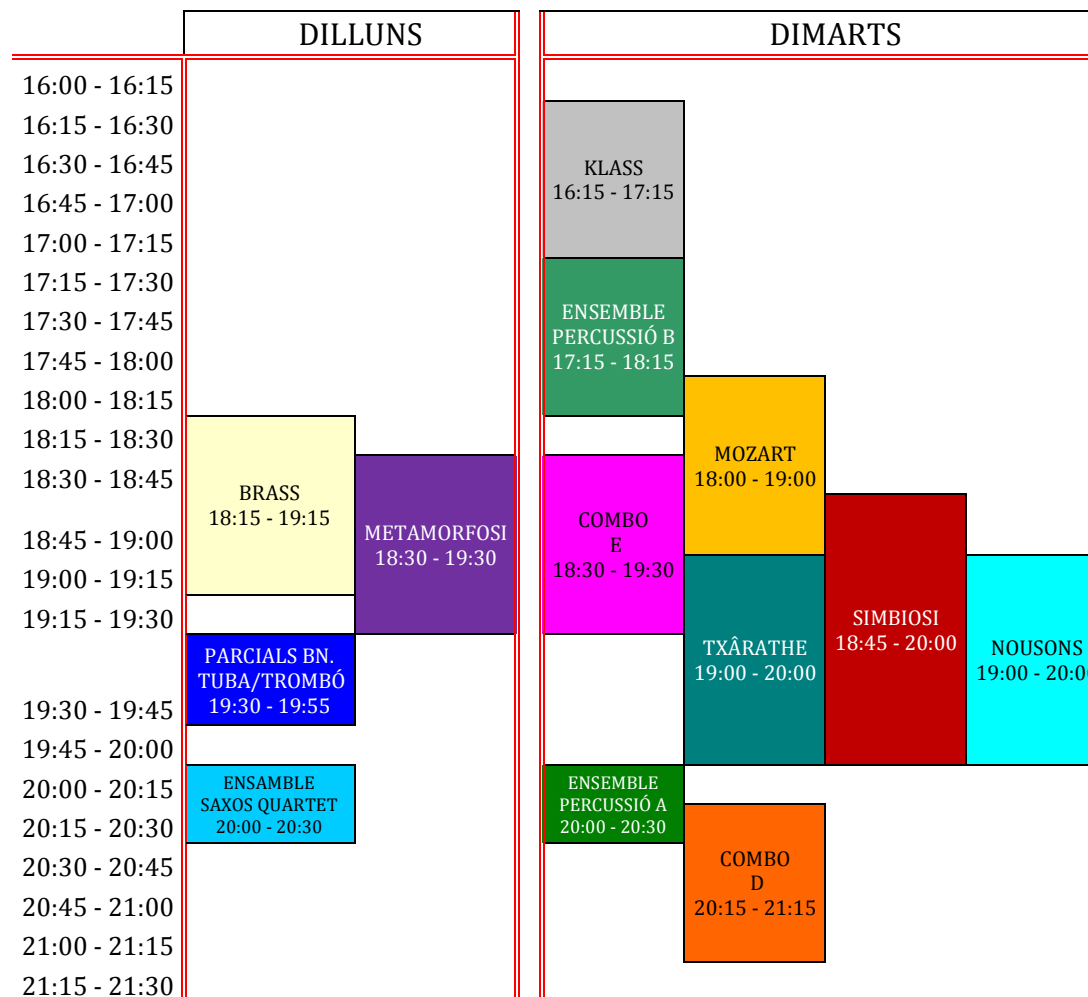 DILLUNS
DIMARTS
16:00 - 16:15
16:15 - 16:30
16:30 - 16:45
16:45 - 17:00
17:00 - 17:15
17:15 - 17:30
17:30 - 17:45
17:45 - 18:00
18:00 - 18:15
18:15 - 18:30
18:30 - 18:45
18:45 - 19:00
19:00 - 19:15
19:15 - 19:30
19:30 - 19:45
19:45 - 20:00
20:00 - 20:15
20:15 - 20:30
20:30 - 20:45
20:45 - 21:00
21:00 - 21:15
21:15 - 21:30
BRASS
18:15 - 19:15
METAMORFOSI
18:30 - 19:30
PARCIALS BN.
TUBA/TROMBÓ
19:30 - 19:55
ENSAMBLE
SAXOS QUARTET
20:00 - 20:30
KLASS
16:15 - 17:15
ENSEMBLE
PERCUSSIÓ B
17:15 - 18:15
MOZART
18:00 - 19:00
COMBO
E
18:30 - 19:30
TXÂRATHE
19:00 - 20:00
SIMBIOSI
18:45 - 20:00
NOUSONS
19:00 - 20:00
ENSEMBLE
PERCUSSIÓ A
20:00 - 20:30
COMBO
D
20:15 - 21:15